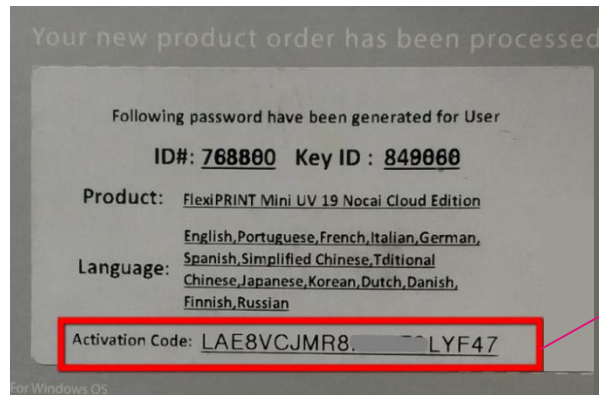 Your new product order has been processed
Following password have been generated for User
ID#: 768800 Key ID : 849060
Product: FlexiPRINT Mini UV 19 Nocai Cloud Edition
Language: English,Portuguese,French,Italian,German,
Spanish,Simplified Chinese,Tditional
Chinese,Japanese,Korean,Dutch,Danish,
Finnish,Russian
Activation Code: LAE8VCJMR8. LYF47
For Windows OS